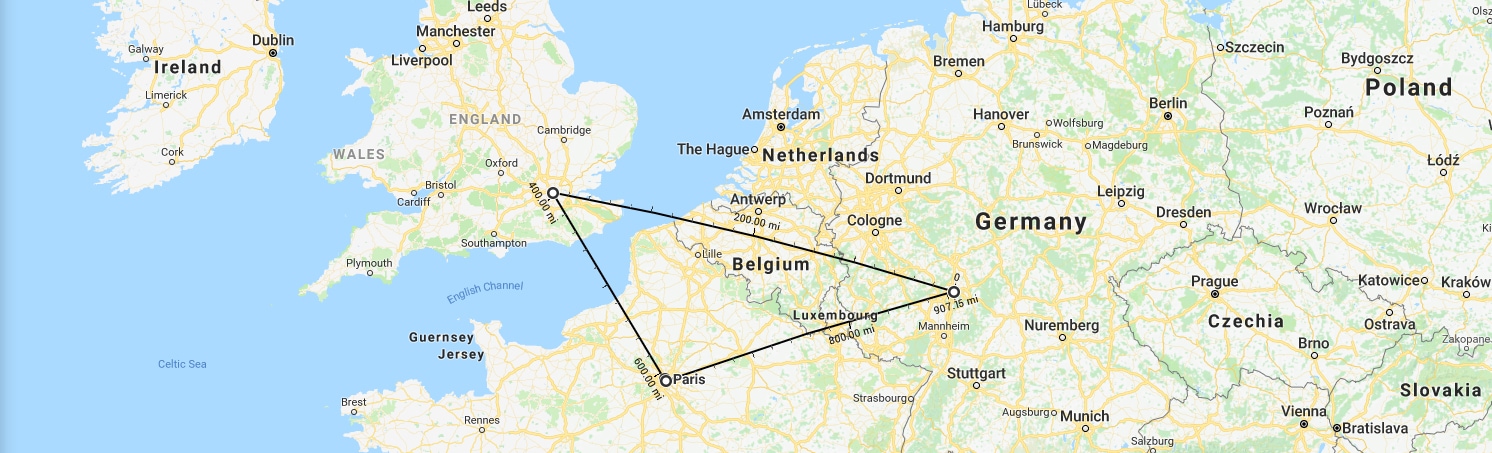 Leeds
Lübeck
Manchester
Hamburg
Dublin
Szczecin
Galway
Liverpool
Bremen
Bydgoszcz
Ireland
Poland
Limerick
Berlin
Amsterdam
Hanover
Wolfsburg
Poznań
ENGLAND
Cambridge
Brunswick
Magdeburg
Cork
WALES
The Hague
Netherlands
Łódź
Oxford
Dortmund
Bristol
Leipzig
Cardiff
400.00 mi
Antwerp
Wrocław
Dresden
200.00 mi
Cologne
Germany
Southampton
Lille
Belgium
Plymouth
0
Prague
Katowice
Kraków
English Channel
907.15 mi
Luxembourg
Czechia
Ostrava
Mannheim
Nuremberg
800.00 mi
Guernsey
Jersey
Brno
Zakopane
Celtic Sea
600.00 mi
Paris
Stuttgart
Slovakia
Brest
Strasbourg
Augsburg
Munich
Vienna
Rennes
Bratislava
Salzburg